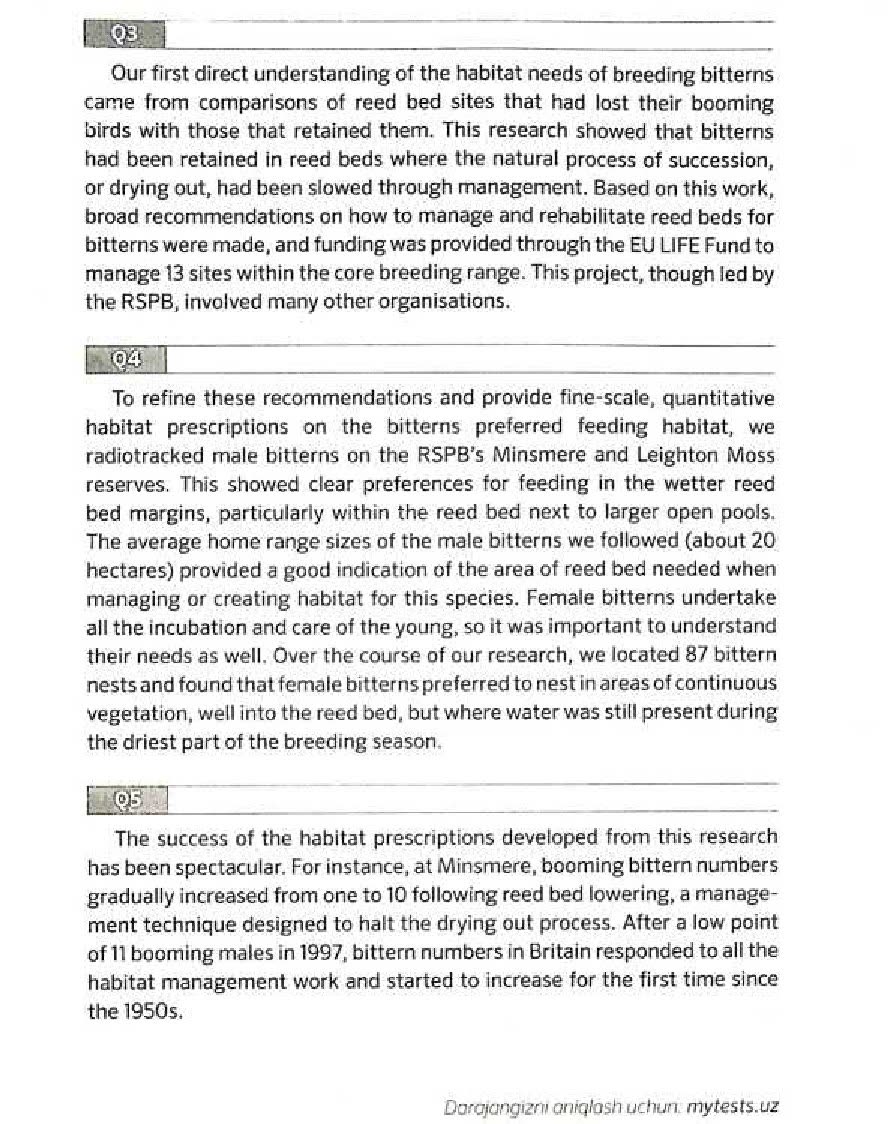 Q3
Our first direct understanding of the habitat needs of breeding bitterns
came from comparisons of reed bed sites that had lost their booming
birds with those that retained them. This research showed that bitterns
had been retained in reed beds where the natural process of succession,
or drying out, had been slowed through management. Based on this work,
broad recommendations on how to manage and rehabilitate reed beds for
bitterns were made, and funding was provided through the EU LIFE Fund to
manage 13 sites within the core breeding range. This project, though led by
the RSPB, involved many other organisations.
Q4
To refine these recommendations and provide fine-scale, quantitative
habitat prescriptions on the bitterns preferred feeding habitat, we
radiotracked male bitterns on the RSPB's Minsmere and Leighton Moss
reserves. This showed clear preferences for feeding in the wetter reed
bed margins, particularly within the reed bed next to larger open pools.
The average home range sizes of the male bitterns we followed (about 20
hectares) provided a good indication of the area of reed bed needed when
managing or creating habitat for this species. Female bitterns undertake
all the incubation and care of the young, so it was important to understand
their needs as well. Over the course of our research, we located 87 bittern
nests and found that female bitterns preferred to nest in areas of continuous
vegetation, well into the reed bed, but where water was still present during
the driest part of the breeding season.
Q5
The success of the habitat prescriptions developed from this research
has been spectacular. For instance, at Minsmere, booming bittern numbers
gradually increased from one to 10 following reed bed lowering, a manage-
ment technique designed to halt the drying out process. After a low point
of 11 booming males in 1997, bittern numbers in Britain responded to all the
habitat management work and started to increase for the first time since
the 1950s.
Darajangizni aniqlash uchun: mytests.uz